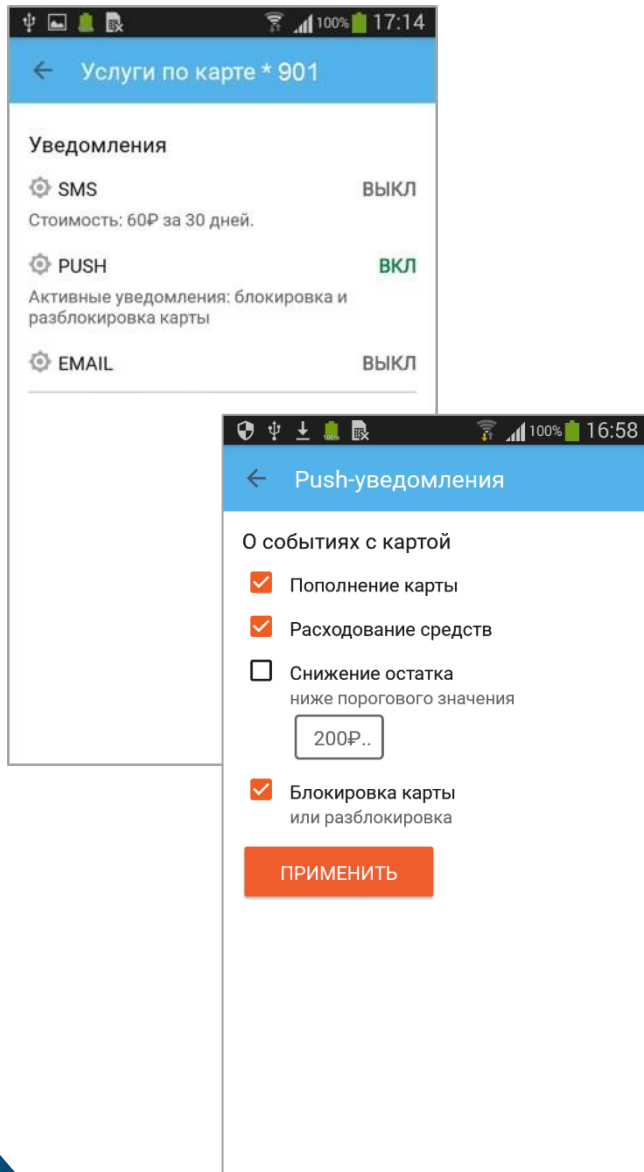 100% 17:14
Услуги по карте * 901
Уведомления
SMS ВЫКЛ
Стоимость: 60₽ за 30 дней.
PUSH ВКЛ
Активные уведомления: блокировка и
разблокировка карты
EMAIL ВЫКЛ
100% 100% 16:58
Push-уведомления
О событиях с картой
Пополнение карты
Расходование средств
Снижение остатка
ниже порогового значения
200₽..
Блокировка карты
или разблокировка
ПРИМЕНИТЬ